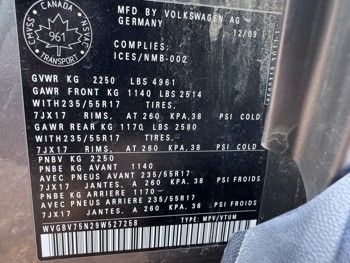 CANADA
961
TRANSPORT
MFD BY VOLKSWAGEN AG
GERMANY 12/09
COMPLIES:
ICES/NMB-002
GVWR KG 2250 LBS 4961
GAWR FRONT KG 1140 LBS 2514
WITH235/55R17 TIRES.
7JX17 RIMS, AT 260 KPA,38 PSI COLD
GAWR REAR KG 1170 LBS 2580
WITH235/55R17 TIRES.
7JX17 RIMS, AT 260 KPA,38 PSI COLD
PNBV KG 2250
PNBE KG AVANT 1140
AVEC PNEUS AVANT 235/55R17
7JX17 JANTES, A 260 KPA,38 PSI FROIDS
PNBE KG ARRIERE 1170
AVEC PNEUS ARRIERE 235/55R17
7JX17 JANTES, A 260 KPA,38 PSI FROIDS
WVGBV75N29W527258 TYPE: MPV/VTUM